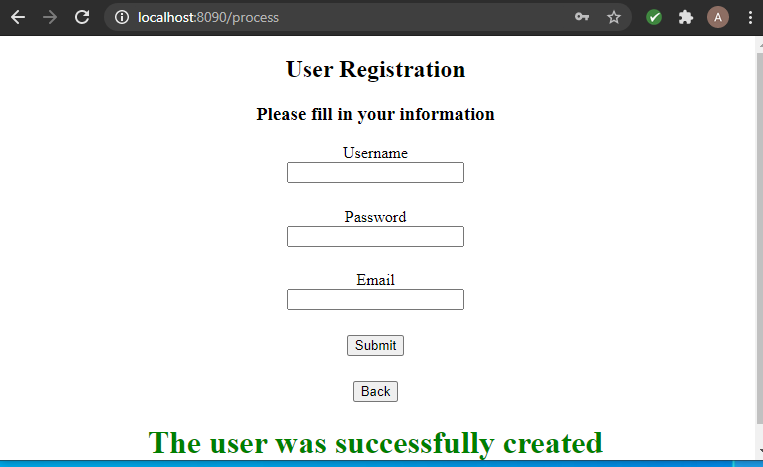 localhost:8090/process
A
User Registration
Please fill in your information
Username
Password
Email
Submit
Back
The user was successfully created